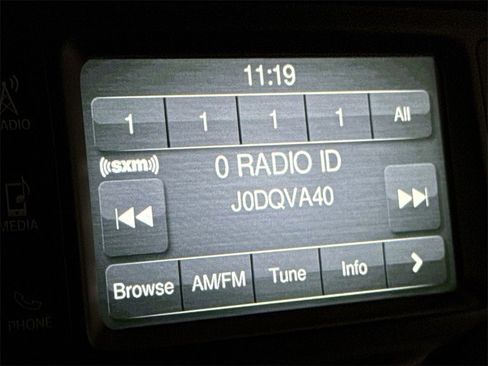 11:19
1 1 1 1 All
((sxm))
0 RADIO ID
J0DQVA40
Browse AM/FM Tune Info >
RADIO
MEDIA
PHONE